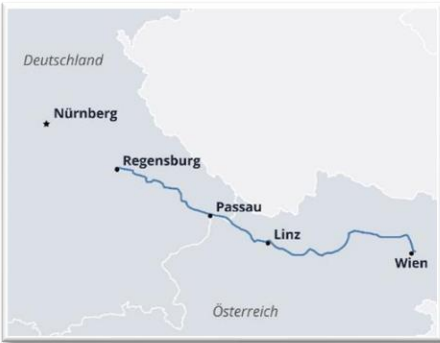 Deutschland
Nürnberg
Regensburg
Passau
Linz
Wien
Österreich